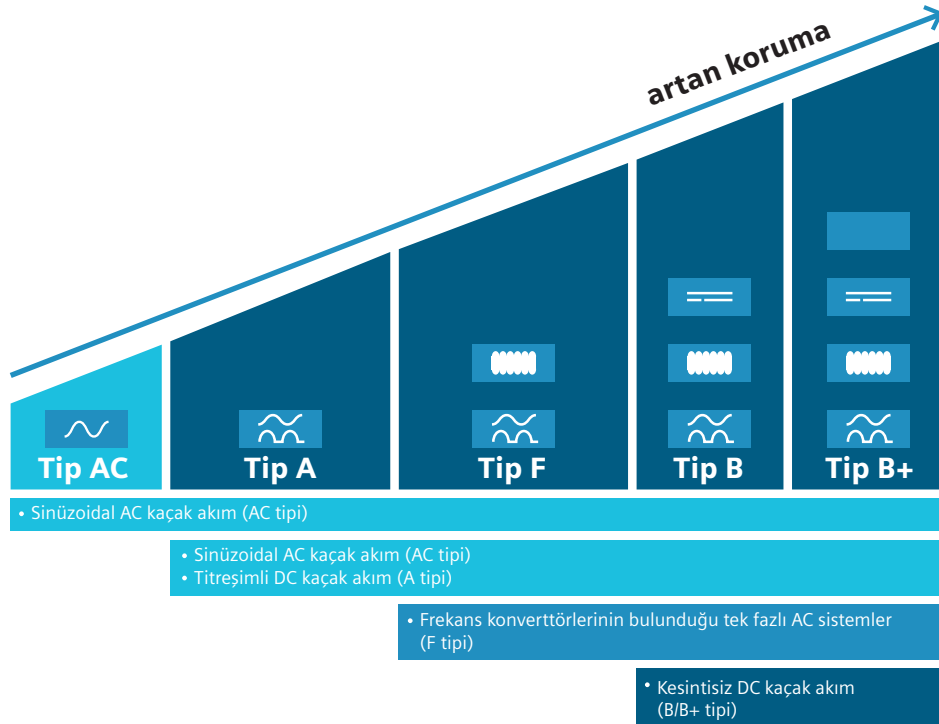 artan koruma
Tip AC
Tip A
Tip F
Tip B
Tip B+
• Sinüzoidal AC kaçak akım (AC tipi)
• Sinüzoidal AC kaçak akım (AC tipi)
• Titreşimli DC kaçak akım (A tipi)
• Frekans konverttörlerinin bulunduğu tek fazlı AC sistemler
(F tipi)
• Kesintisiz DC kaçak akım
(B/B+ tipi)